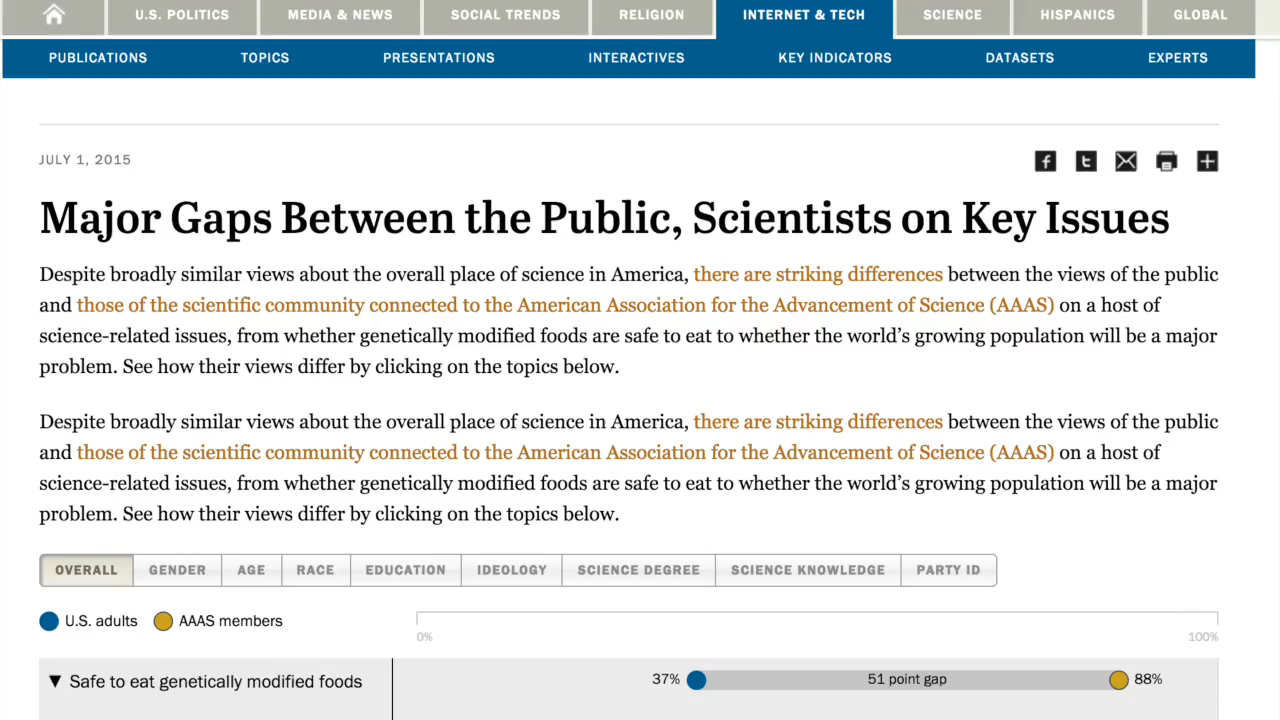 U.S. POLITICS MEDIA & NEWS SOCIAL TRENDS RELIGION INTERNET & TECH SCIENCE HISPANICS GLOBAL
PUBLICATIONS TOPICS PRESENTATIONS INTERACTIVES KEY INDICATORS DATASETS EXPERTS
JULY 1, 2015
Major Gaps Between the Public, Scientists on Key Issues
Despite broadly similar views about the overall place of science in America, there are striking differences between the views of the public
and those of the scientific community connected to the American Association for the Advancement of Science (AAAS) on a host of
science-related issues, from whether genetically modified foods are safe to eat to whether the world's growing population will be a major
problem. See how their views differ by clicking on the topics below.
Despite broadly similar views about the overall place of science in America, there are striking differences between the views of the public
and those of the scientific community connected to the American Association for the Advancement of Science (AAAS) on a host of
science-related issues, from whether genetically modified foods are safe to eat to whether the world's growing population will be a major
problem. See how their views differ by clicking on the topics below.
OVERALL GENDER AGE RACE EDUCATION IDEOLOGY SCIENCE DEGREE SCIENCE KNOWLEDGE PARTY ID
U.S. adults AAAS members
0% 100%
▼ Safe to eat genetically modified foods 37% 51 point gap 88%